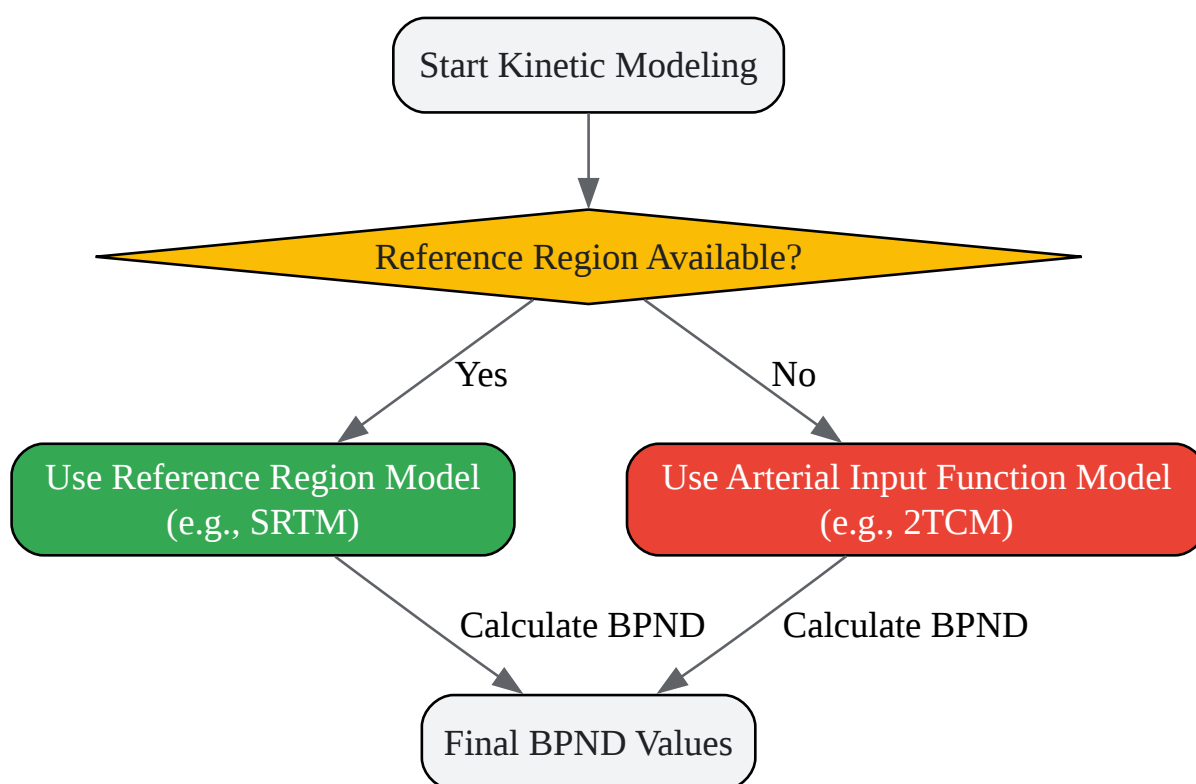 Start Kinetic Modeling
Reference Region Available?
Yes
No
Use Reference Region Model
(e.g., SRTM)
Use Arterial Input Function Model
(e.g., 2TCM)
Calculate BPND
Calculate BPND
Final BPND Values